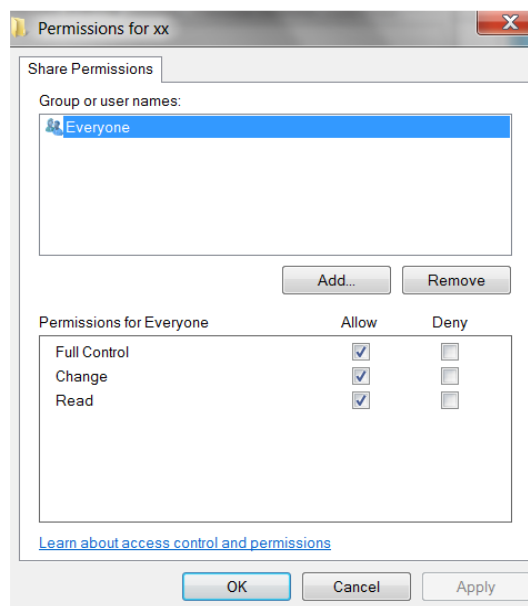 Permissions for xx
Share Permissions
Group or user names:
Everyone
Add... Remove
Permissions for Everyone Allow Deny
Full Control
Change
Read
Learn about access control and permissions
OK Cancel Apply